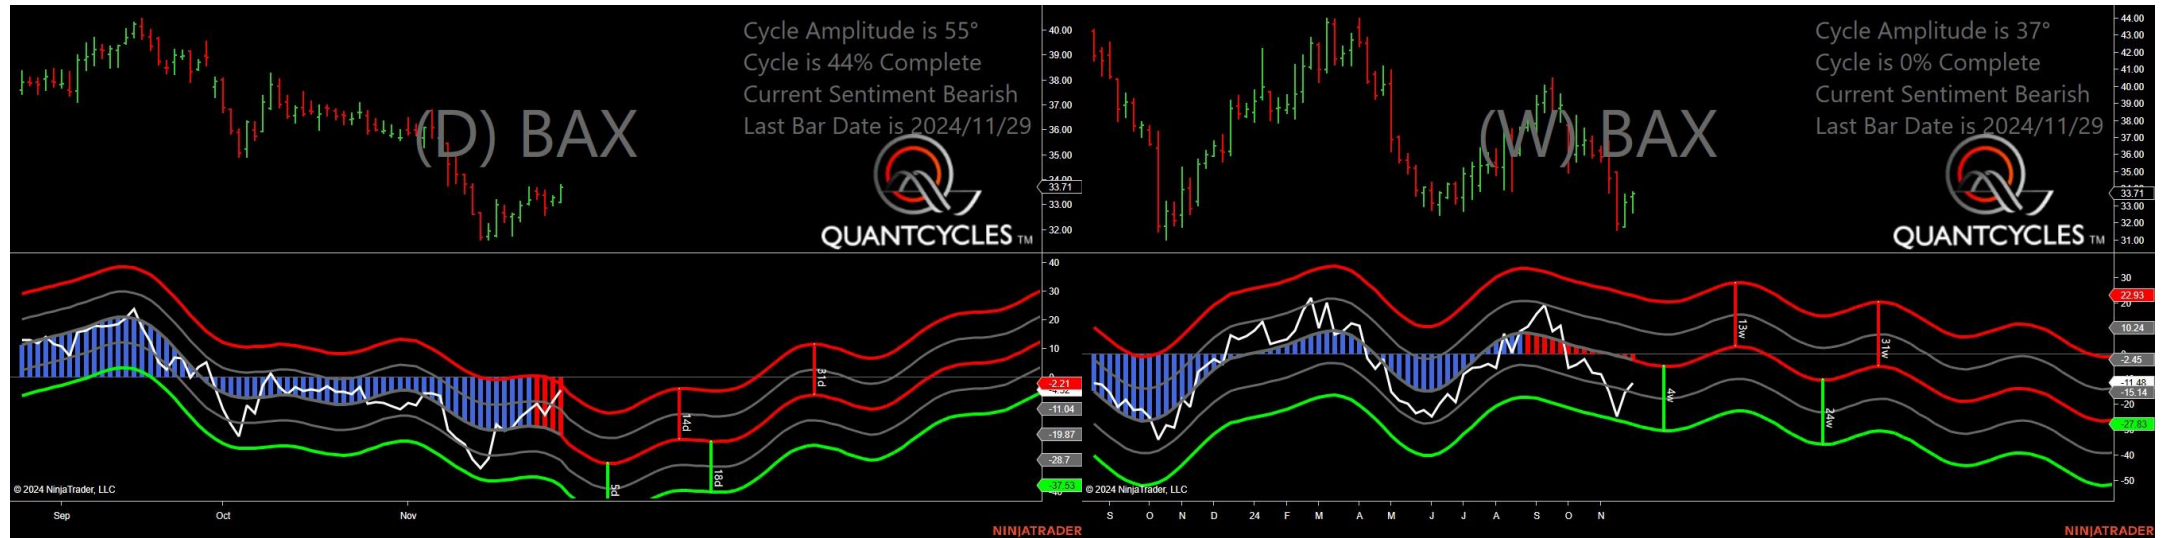 Cycle Amplitude is 55°
Cycle is 44% Complete
Current Sentiment Bearish
Last Bar Date is 2024/11/29
(D) BAX
QUANTCYCLES TM
40.00
39.00
38.00
37.00
36.00
35.00
34.00
33.71
33.00
32.00
40
30
20
10
0
-2.21
-11.04
-19.87
-28.7
-37.53
14d
31d
5d
18d
© 2024 NinjaTrader, LLC
Sep
Oct
Nov
NINJATRADER
Cycle Amplitude is 37°
Cycle is 0% Complete
Current Sentiment Bearish
Last Bar Date is 2024/11/29
(W) BAX
QUANTCYCLES TM
44.00
43.00
42.00
41.00
40.00
39.00
38.00
37.00
36.00
35.00
33.71
33.00
32.00
31.00
30
22.93
20
10.24
-2.45
-11.48
-15.14
-20
-27.83
-40
-50
13w
31w
4w
24w
© 2024 NinjaTrader, LLC
S
O
N
D
24
F
M
A
M
J
J
A
S
O
N
NINJATRADER